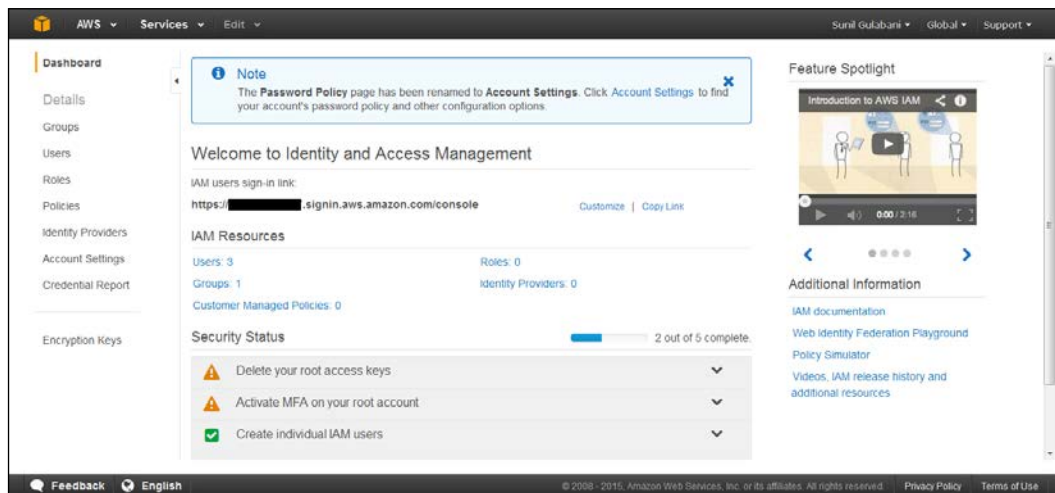 AWS Services Edit Sunil Gulabani Global Support
Dashboard
Details
Groups
Users
Roles
Policies
Identity Providers
Account Settings
Credential Report
Encryption Keys
Note
The Password Policy page has been renamed to Account Settings. Click Account Settings to find
your account's password policy and other configuration options.
Welcome to Identity and Access Management
IAM users sign-in link:
https:// .signin.aws.amazon.com/console Customize | Copy Link
IAM Resources
Users: 3 Roles: 0
Groups: 1 Identity Providers: 0
Customer Managed Policies: 0
Security Status 2 out of 5 complete.
Delete your root access keys
Activate MFA on your root account
Create individual IAM users
Feature Spotlight
Introduction to AWS IAM
0:00 / 2:16
Additional Information
IAM documentation
Web Identity Federation Playground
Policy Simulator
Videos, IAM release history and
additional resources
Feedback English © 2008 - 2015, Amazon Web Services, Inc. or its affiliates. All rights reserved. Privacy Policy Terms of Use